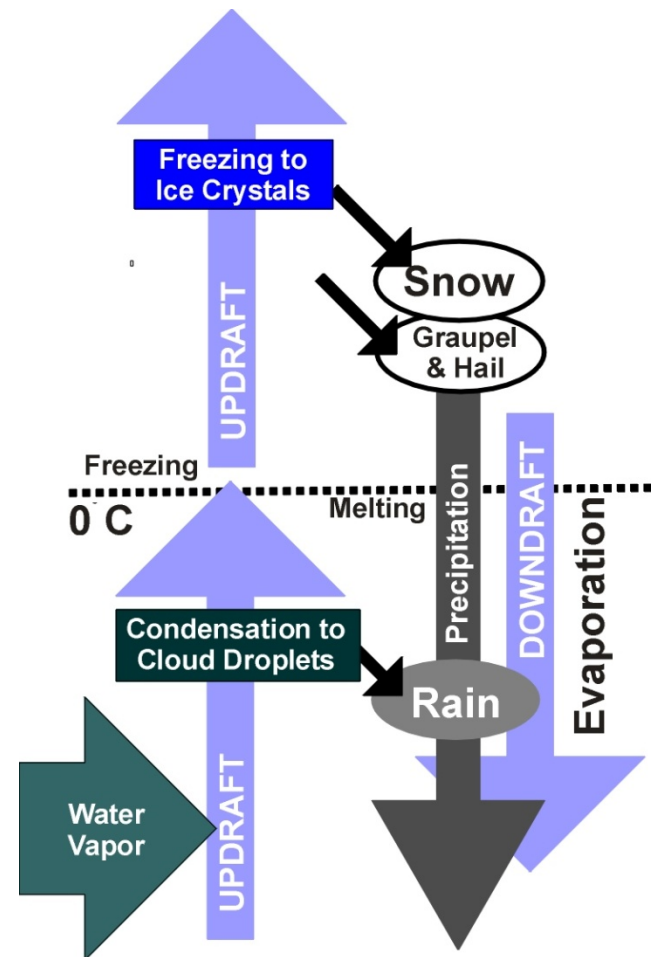 Freezing to
Ice Crystals
Snow
Graupel
& Hail
UPDRAFT
Freezing
0°C
Melting
Precipitation
DOWNDRAFT
Evaporation
Condensation to
Cloud Droplets
Rain
Water
Vapor
UPDRAFT